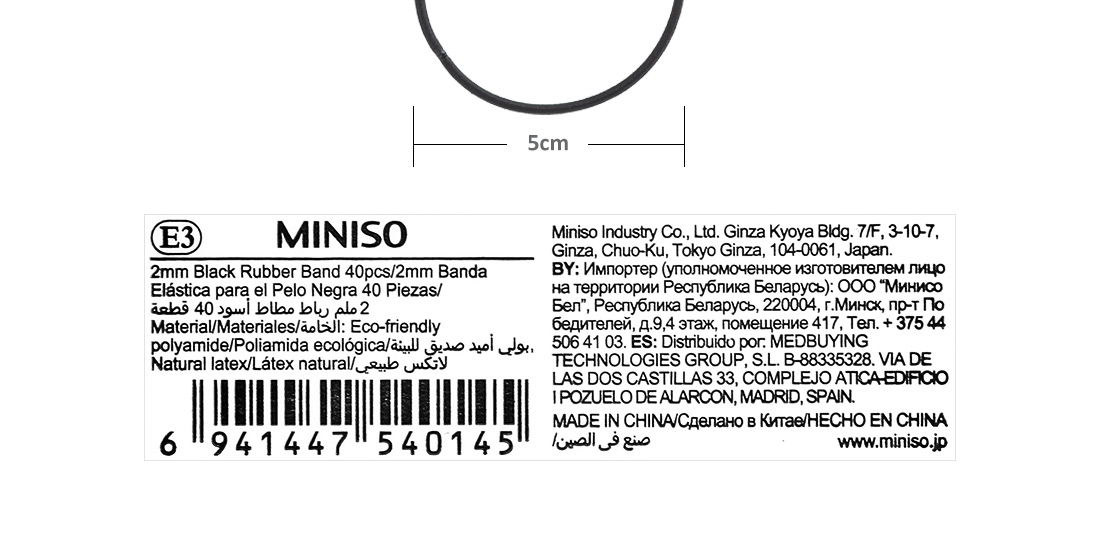 5cm
E3 MINISO
2mm Black Rubber Band 40pcs/2mm Banda
Elástica para el Pelo Negra 40 Piezas/
2 ملم رباط مطاط أسود 40 قطعة
Material/Materiales/الخامة: Eco-friendly
polyamide/Poliamida ecológica/بولي أميد صديق للبيئة,
Natural latex/Látex natural/لاتكس طبيعي
6 941447 540145
Miniso Industry Co., Ltd. Ginza Kyoya Bldg. 7/F, 3-10-7,
Ginza, Chuo-Ku, Tokyo Ginza, 104-0061, Japan.
BY: Импортер (уполномоченное изготовителем лицо
на территории Республика Беларусь): ООО "Минисо
Бел", Республика Беларусь, 220004, г.Минск, пр-т По
бедителей, д.9,4 этаж, помещение 417, Тел. + 375 44
506 41 03. ES: Distribuido por: MEDBUYING
TECHNOLOGIES GROUP, S.L. B-88335328. VIA DE
LAS DOS CASTILLAS 33, COMPLEJO ATICA-EDIFICIO
I POZUELO DE ALARCON, MADRID, SPAIN.
MADE IN CHINA/Сделано в Китае/HECHO EN CHINA
/صنع في الصين
www.miniso.jp